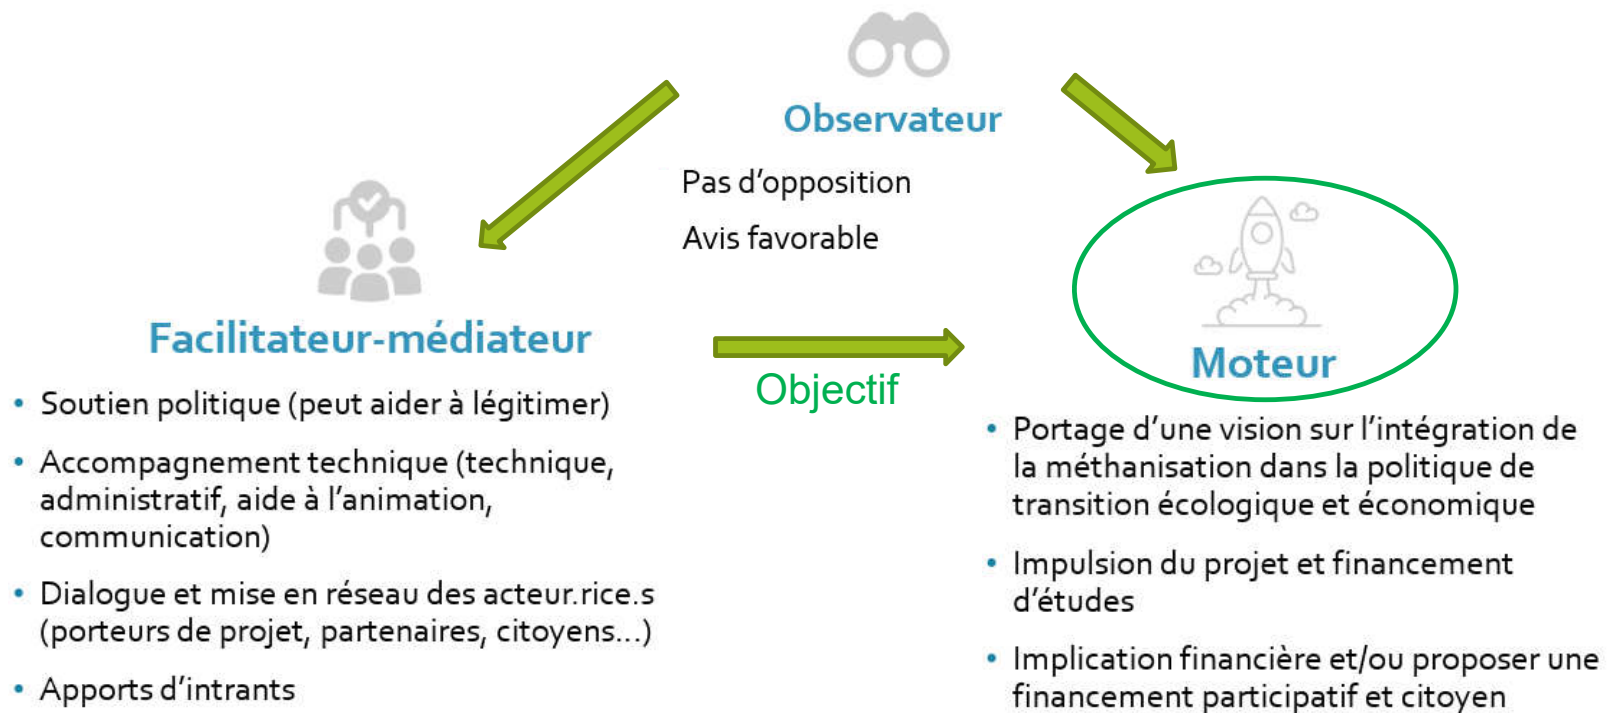 Observateur
Pas d’opposition
Avis favorable
Facilitateur-médiateur
• Soutien politique (peut aider à légitimer)
• Accompagnement technique (technique,
administratif, aide à l’animation,
communication)
• Dialogue et mise en réseau des acteur.rice.s
(porteurs de projet, partenaires, citoyens...)
• Apports d’intrants
Objectif
Moteur
• Portage d’une vision sur l’intégration de
la méthanisation dans la politique de
transition écologique et économique
• Impulsion du projet et financement
d’études
• Implication financière et/ou proposer une
financement participatif et citoyen